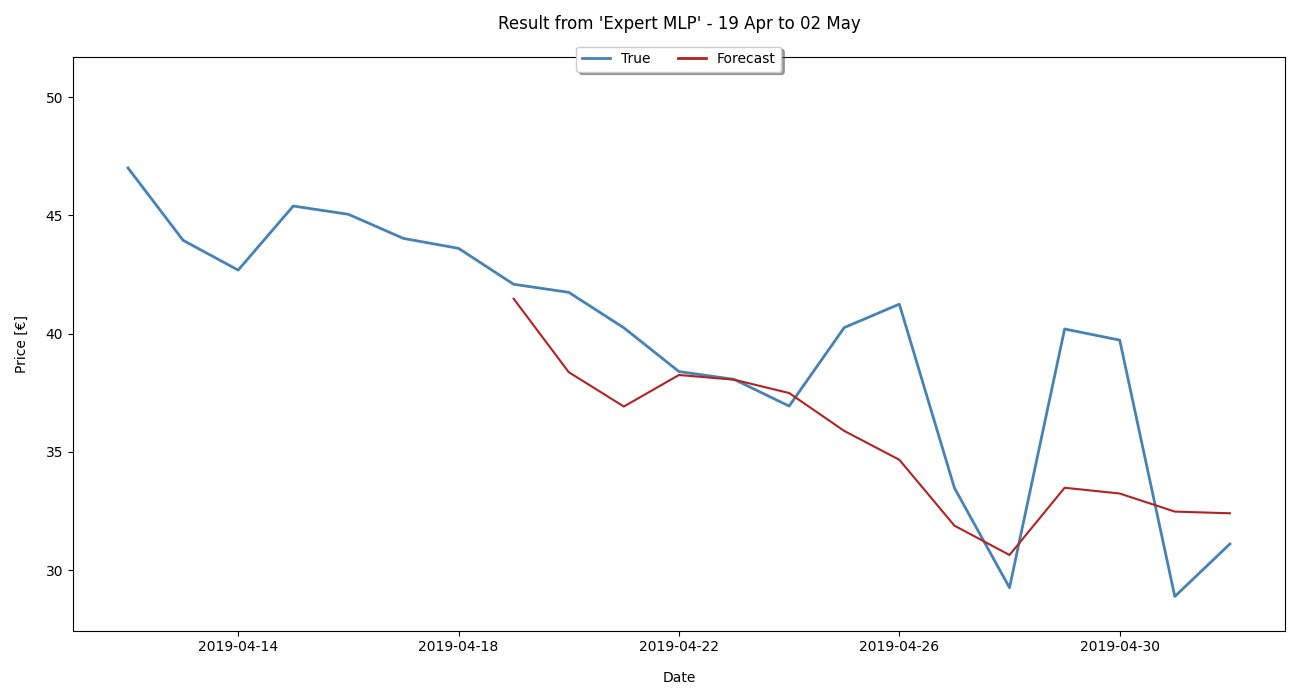 Result from 'Expert MLP' - 19 Apr to 02 May
True Forecast
50
45
40
35
30
Price [€]
2019-04-14 2019-04-18 2019-04-22 2019-04-26 2019-04-30
Date